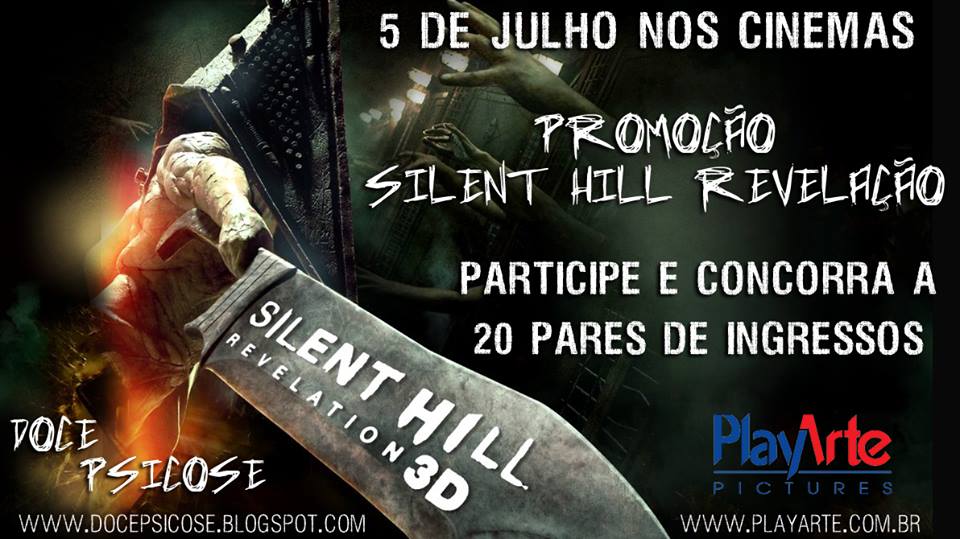 5 DE JULHO NOS CINEMAS
PROMOÇÃO
SILENT HILL REVELAÇÃO
PARTICIPE E CONCORRA A
20 PARES DE INGRESSOS
SILENT HILL
REVELATION 3D
DOCE
PSICOSE
PlayArte
PICTURES
WWW.DOCEPSICOSE.BLOGSPOT.COM
WWW.PLAYARTE.COM.BR